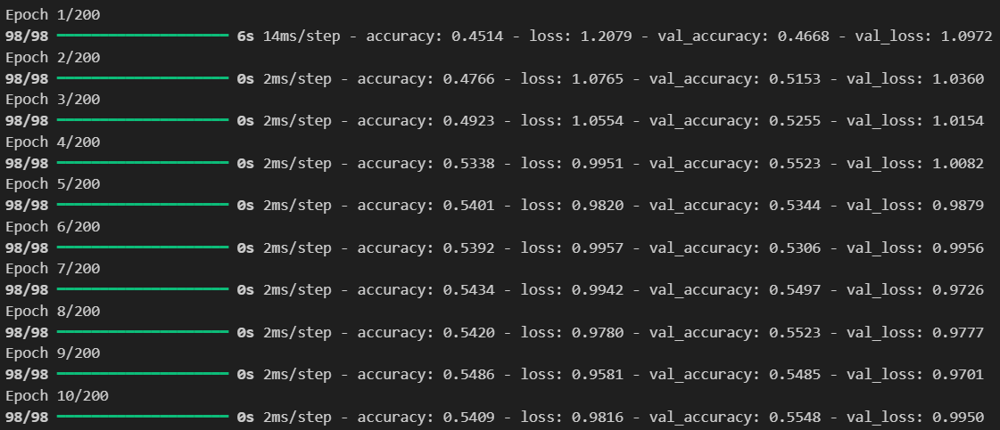 Epoch 1/200
98/98 ━━━━━━━━━━━━━━━━━━━━ 6s 14ms/step - accuracy: 0.4514 - loss: 1.2079 - val_accuracy: 0.4668 - val_loss: 1.0972
Epoch 2/200
98/98 ━━━━━━━━━━━━━━━━━━━━ 0s 2ms/step - accuracy: 0.4766 - loss: 1.0765 - val_accuracy: 0.5153 - val_loss: 1.0360
Epoch 3/200
98/98 ━━━━━━━━━━━━━━━━━━━━ 0s 2ms/step - accuracy: 0.4923 - loss: 1.0554 - val_accuracy: 0.5255 - val_loss: 1.0154
Epoch 4/200
98/98 ━━━━━━━━━━━━━━━━━━━━ 0s 2ms/step - accuracy: 0.5338 - loss: 0.9951 - val_accuracy: 0.5523 - val_loss: 1.0082
Epoch 5/200
98/98 ━━━━━━━━━━━━━━━━━━━━ 0s 2ms/step - accuracy: 0.5401 - loss: 0.9820 - val_accuracy: 0.5344 - val_loss: 0.9879
Epoch 6/200
98/98 ━━━━━━━━━━━━━━━━━━━━ 0s 2ms/step - accuracy: 0.5392 - loss: 0.9957 - val_accuracy: 0.5306 - val_loss: 0.9956
Epoch 7/200
98/98 ━━━━━━━━━━━━━━━━━━━━ 0s 2ms/step - accuracy: 0.5434 - loss: 0.9942 - val_accuracy: 0.5497 - val_loss: 0.9726
Epoch 8/200
98/98 ━━━━━━━━━━━━━━━━━━━━ 0s 2ms/step - accuracy: 0.5420 - loss: 0.9780 - val_accuracy: 0.5523 - val_loss: 0.9777
Epoch 9/200
98/98 ━━━━━━━━━━━━━━━━━━━━ 0s 2ms/step - accuracy: 0.5486 - loss: 0.9581 - val_accuracy: 0.5485 - val_loss: 0.9701
Epoch 10/200
98/98 ━━━━━━━━━━━━━━━━━━━━ 0s 2ms/step - accuracy: 0.5409 - loss: 0.9816 - val_accuracy: 0.5548 - val_loss: 0.9950